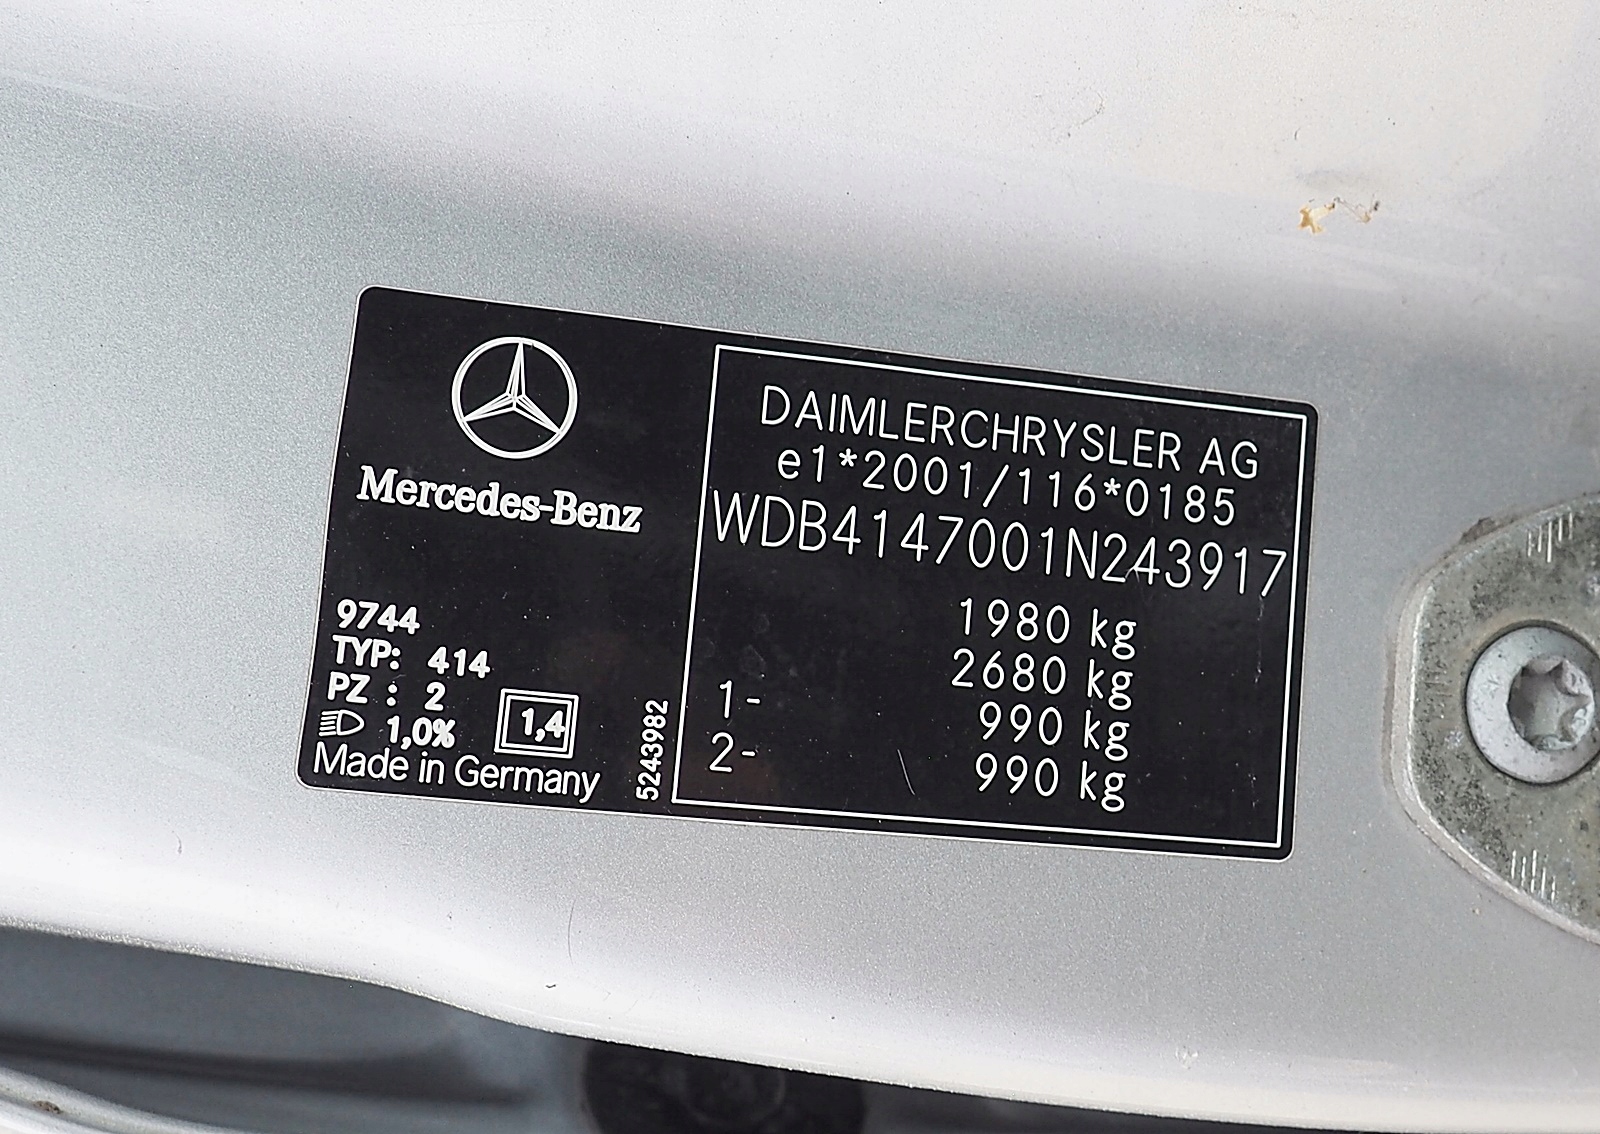 Mercedes-Benz
9744
TYP: 414
PZ : 2
1,0%
1,4
Made in Germany
5243982
DAIMLERCHRYSLER AG
e1*2001/116*0185
WDB4147001N243917
1980 kg
2680 kg
1- 990 kg
2- 990 kg